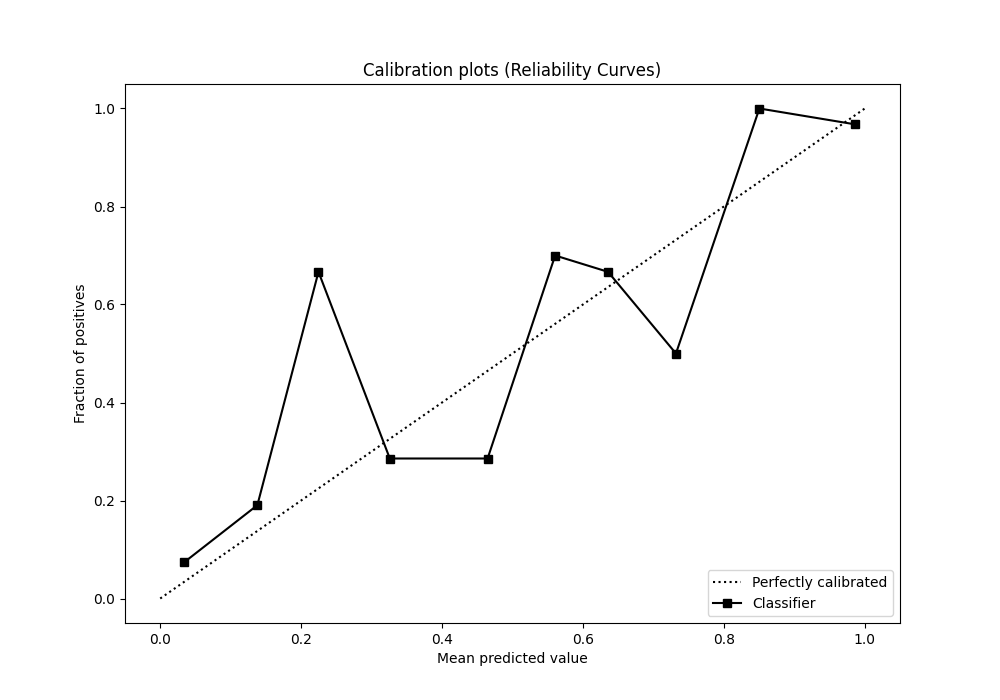 Calibration plots (Reliability Curves)
1.0
0.8
0.6
0.4
0.2
0.0
Fraction of positives
0.0 0.2 0.4 0.6 0.8 1.0
Mean predicted value
Perfectly calibrated
Classifier